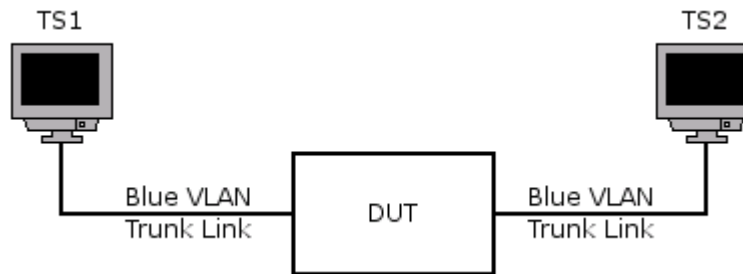 TS1
TS2
Blue VLAN
Trunk Link
DUT
Blue VLAN
Trunk Link